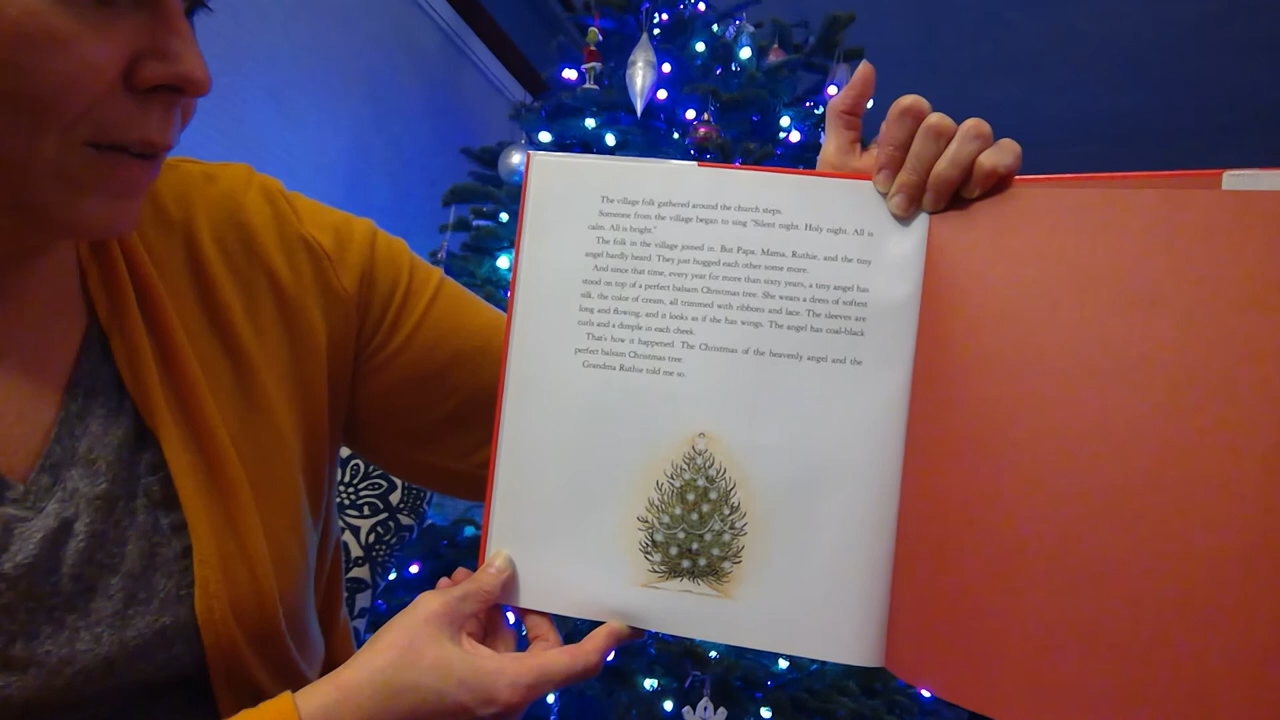 The village folk gathered around the church steps.
Someone from the village began to sing "Silent night. Holy night. All is
calm. All is bright."
The folk in the village joined in. But Papa, Mama, Ruthie, and the tiny
angel hardly heard. They just hugged each other some more.
And since that time, every year for more than sixty years, a tiny angel has
stood on top of a perfect balsam Christmas tree. She wears a dress of softest
silk, the color of cream, all trimmed with ribbons and lace. The sleeves are
long and flowing, and it looks as if she has wings. The angel has coal-black
curls and a dimple in each cheek.
That's how it happened. The Christmas of the heavenly angel and the
perfect balsam Christmas tree.
Grandma Ruthie told me so.